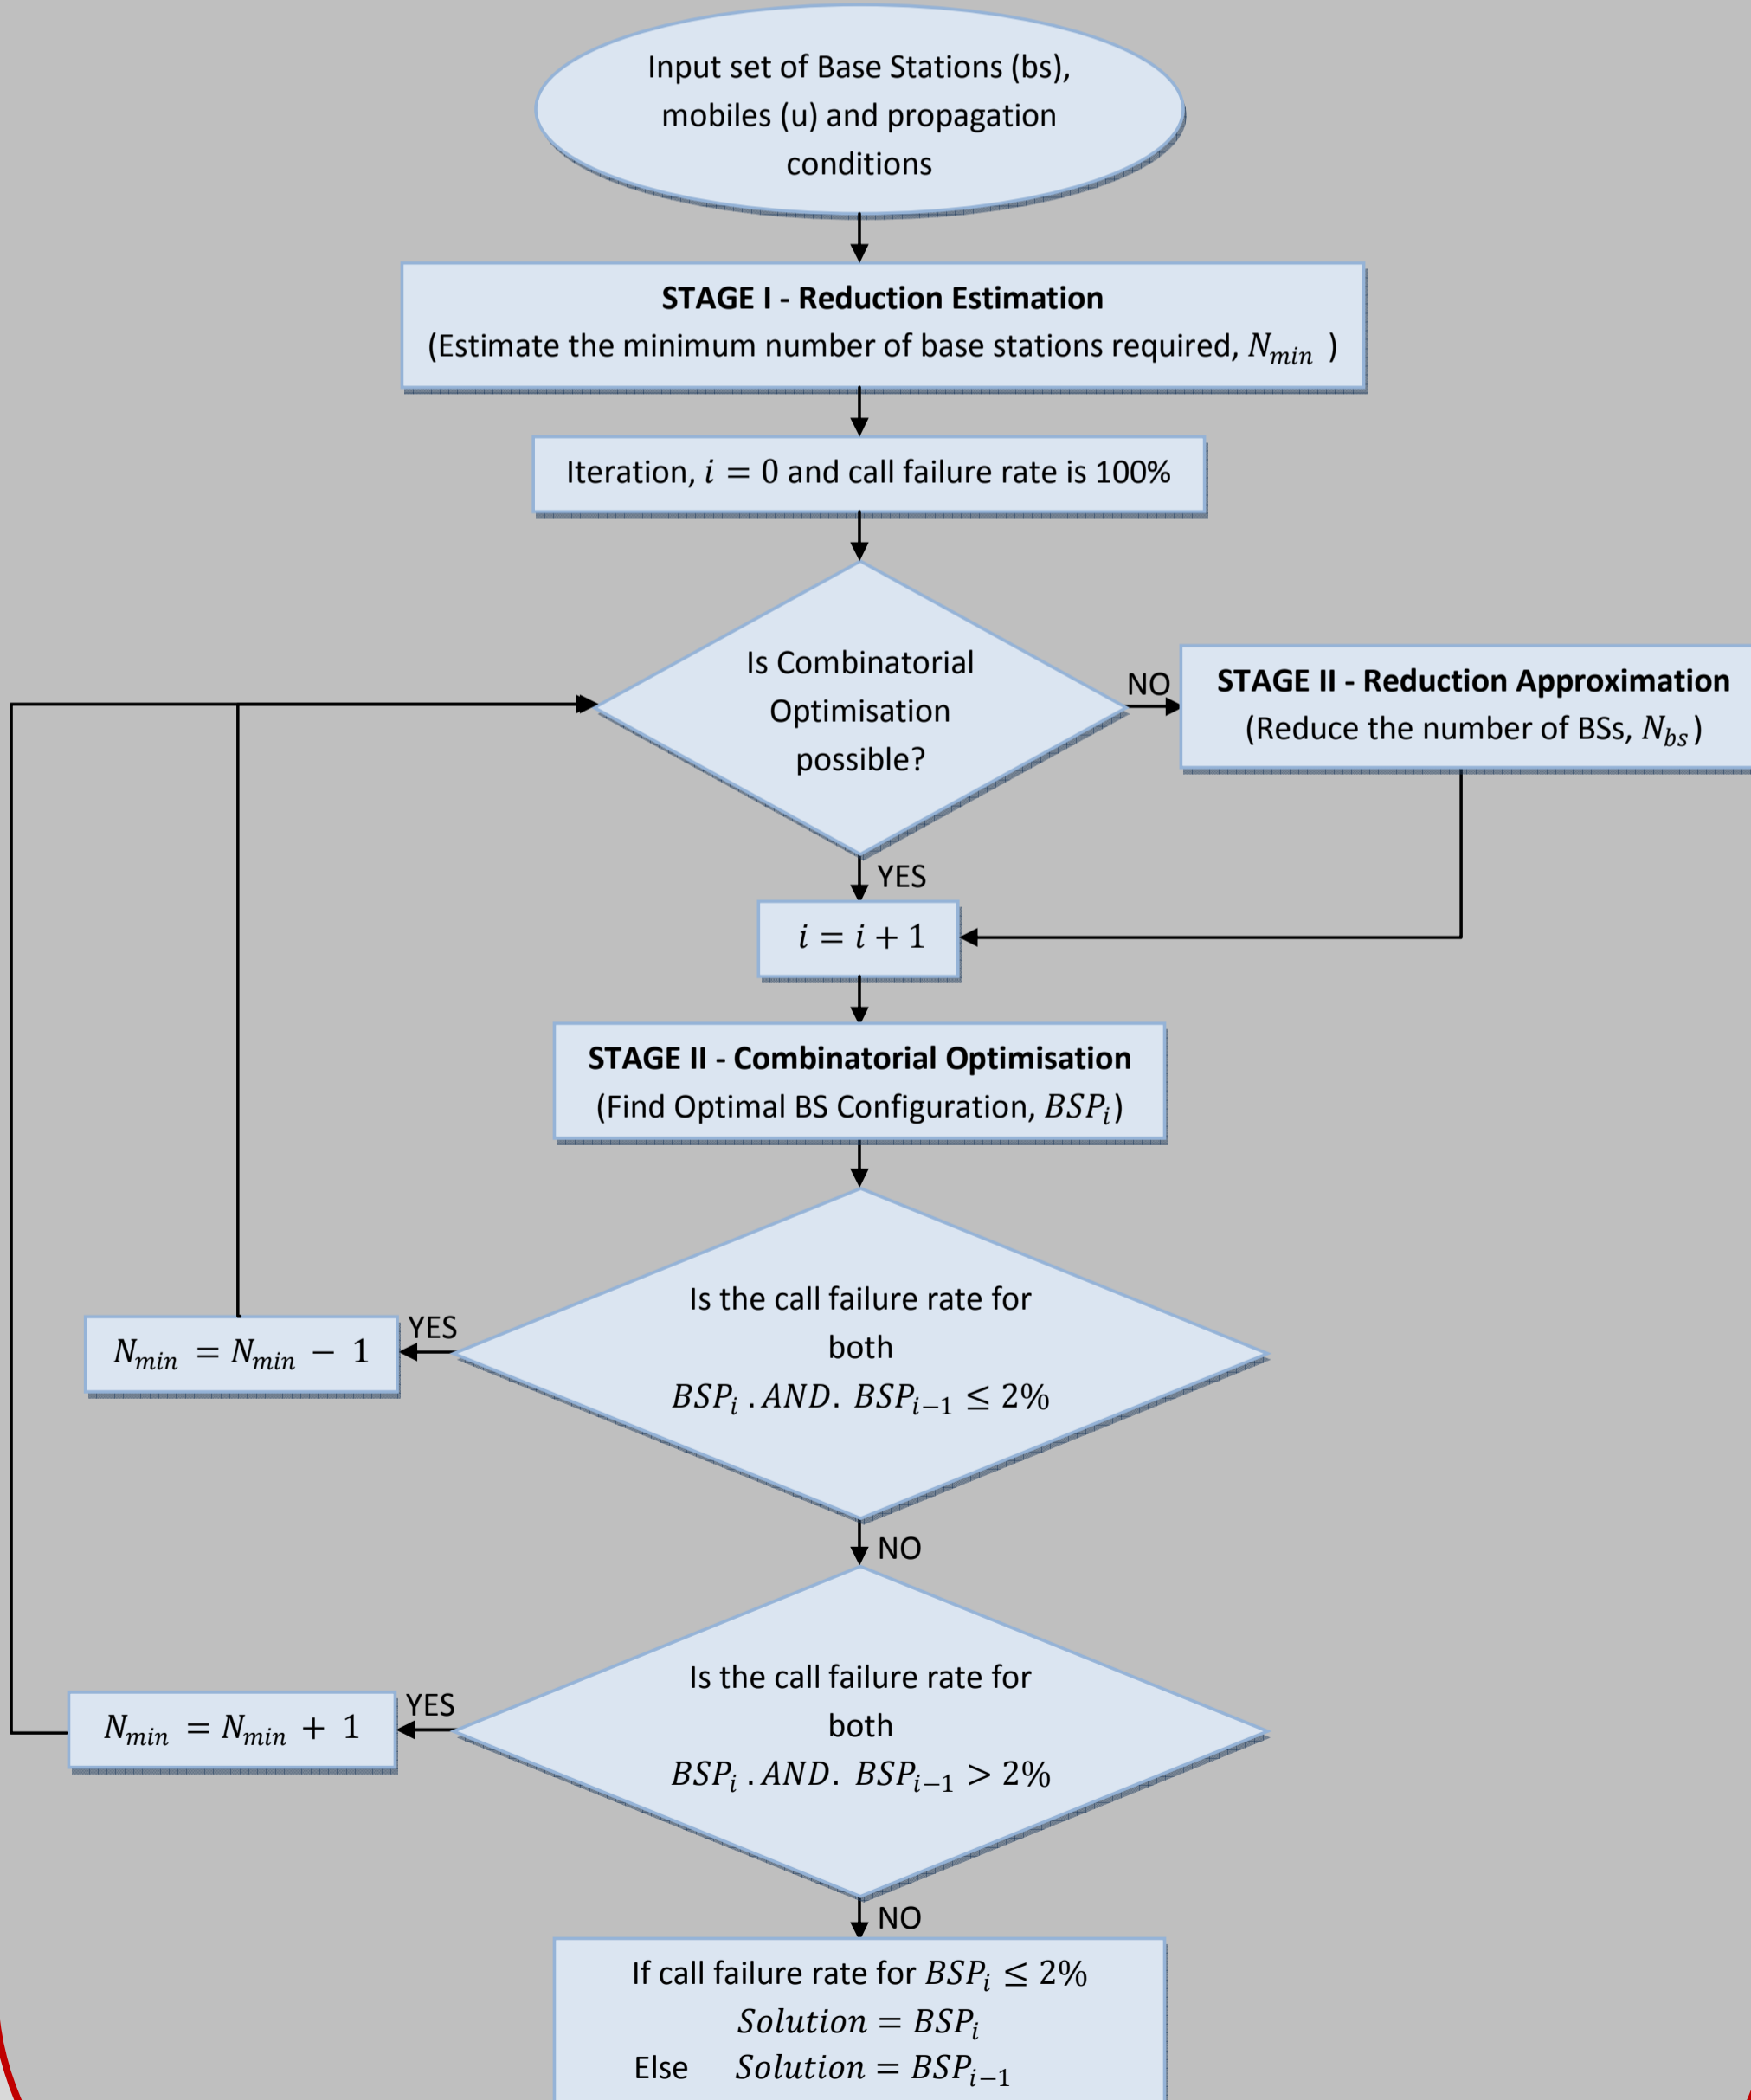 Input set of Base Stations (bs),
mobiles (u) and propagation
conditions
STAGE I - Reduction Estimation
(Estimate the minimum number of base stations required, N_min )
Iteration, i = 0 and call failure rate is 100%
Is Combinatorial
Optimisation
possible?
NO
STAGE II - Reduction Approximation
(Reduce the number of BSs, N_bs)
YES
i = i + 1
STAGE II - Combinatorial Optimisation
(Find Optimal BS Configuration, BSP_i)
Is the call failure rate for
both
BSP_i .AND. BSP_{i−1} ≤ 2%
YES
N_min = N_min − 1
NO
Is the call failure rate for
both
BSP_i .AND. BSP_{i−1} > 2%
YES
N_min = N_min + 1
NO
If call failure rate for BSP_i ≤ 2%
Solution = BSP_i
Else Solution = BSP_{i−1}